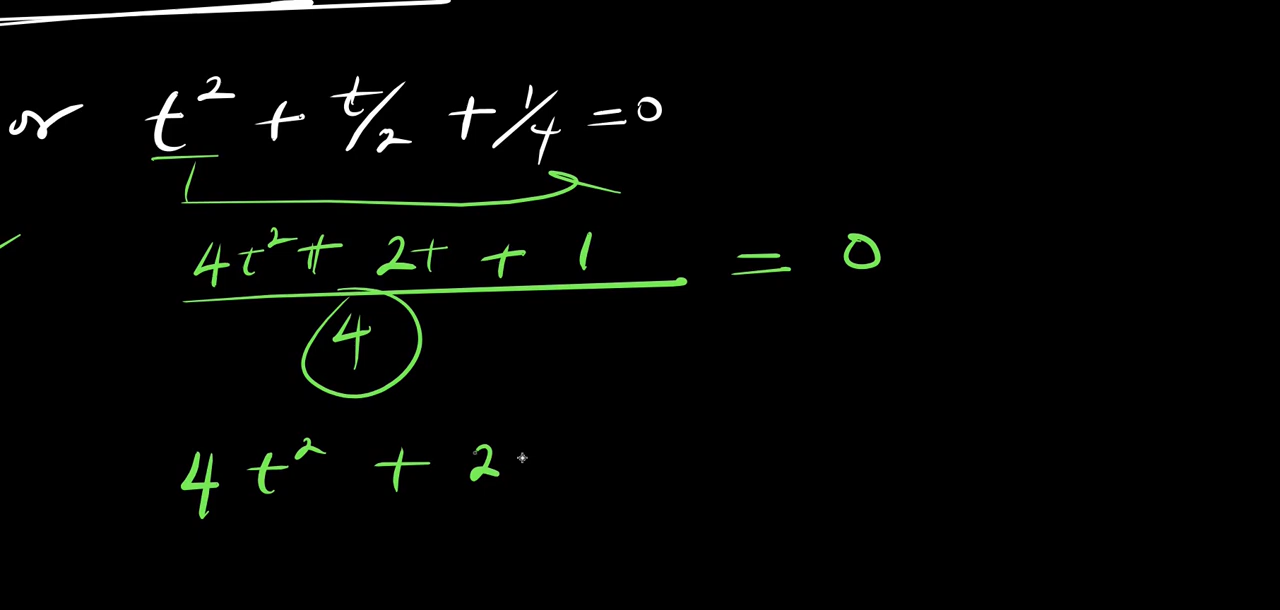 or t² + t/2 + 1/4 = 0
4t² + 2t + 1 = 0
4
4t² + 2